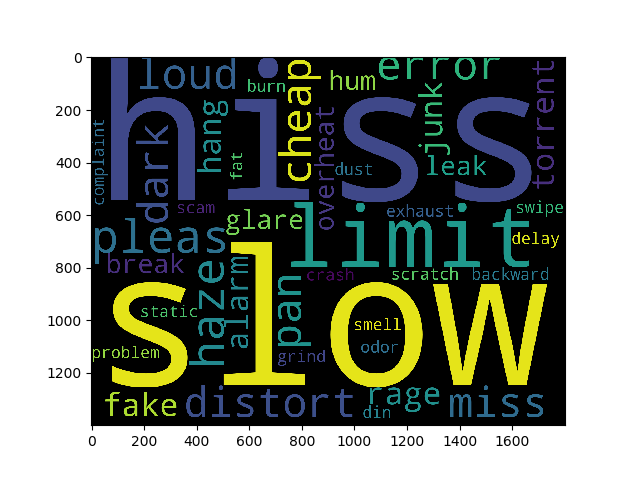 hiss
loud
burn
cheap
hum
error
torrent
junk
hang
dark
complaint
fat
overheat
dust
leak
scam
pleas
glare
limit
exhaust
swipe
delay
break
haze
alarm
pan
crash
scratch
backward
slow
static
problem
smell
odor
grind
fake
distort
rage
din
miss
0
200
400
600
800
1000
1200
0 200 400 600 800 1000 1200 1400 1600